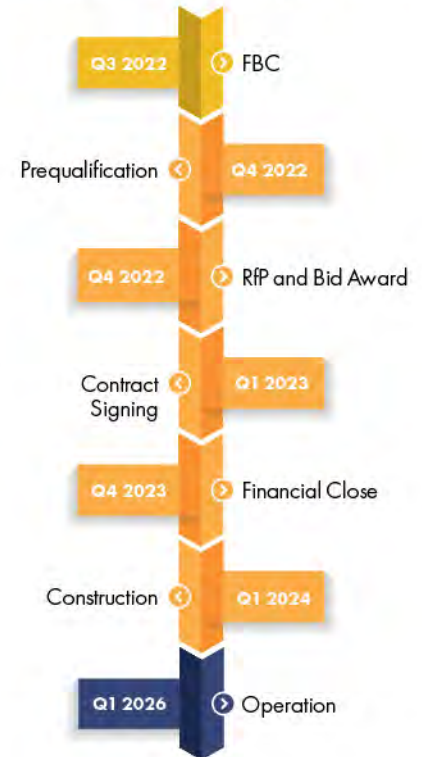 Q3 2022
FBC
Prequalification
Q4 2022
Q4 2022
RfP and Bid Award
Contract
Signing
Q1 2023
Q4 2023
Financial Close
Construction
Q1 2024
Q1 2026
Operation